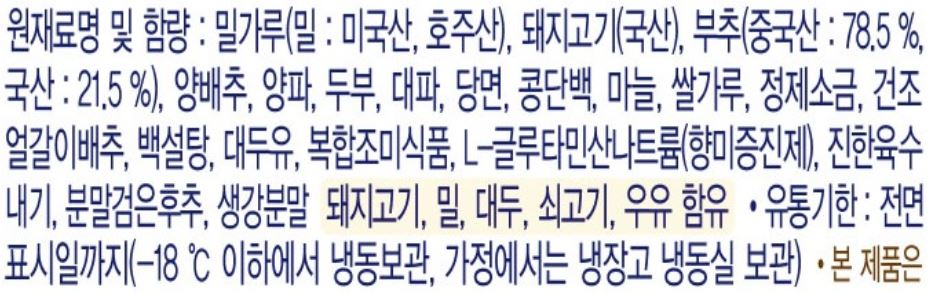 원재료명 및 함량 : 밀가루(밀 : 미국산, 호주산), 돼지고기(국산), 부추(중국산 : 78.5 %,
국산 : 21.5 %), 양배추, 양파, 두부, 대파, 당면, 콩단백, 마늘, 쌀가루, 정제소금, 건조
얼갈이배추, 백설탕, 대두유, 복합조미식품, L-글루타민산나트륨(향미증진제), 진한육수
내기, 분말검은후추, 생강분말 돼지고기, 밀, 대두, 쇠고기, 우유 함유 • 유통기한 : 전면
표시일까지(-18 ℃ 이하에서 냉동보관, 가정에서는 냉장고 냉동실 보관) • 본 제품은